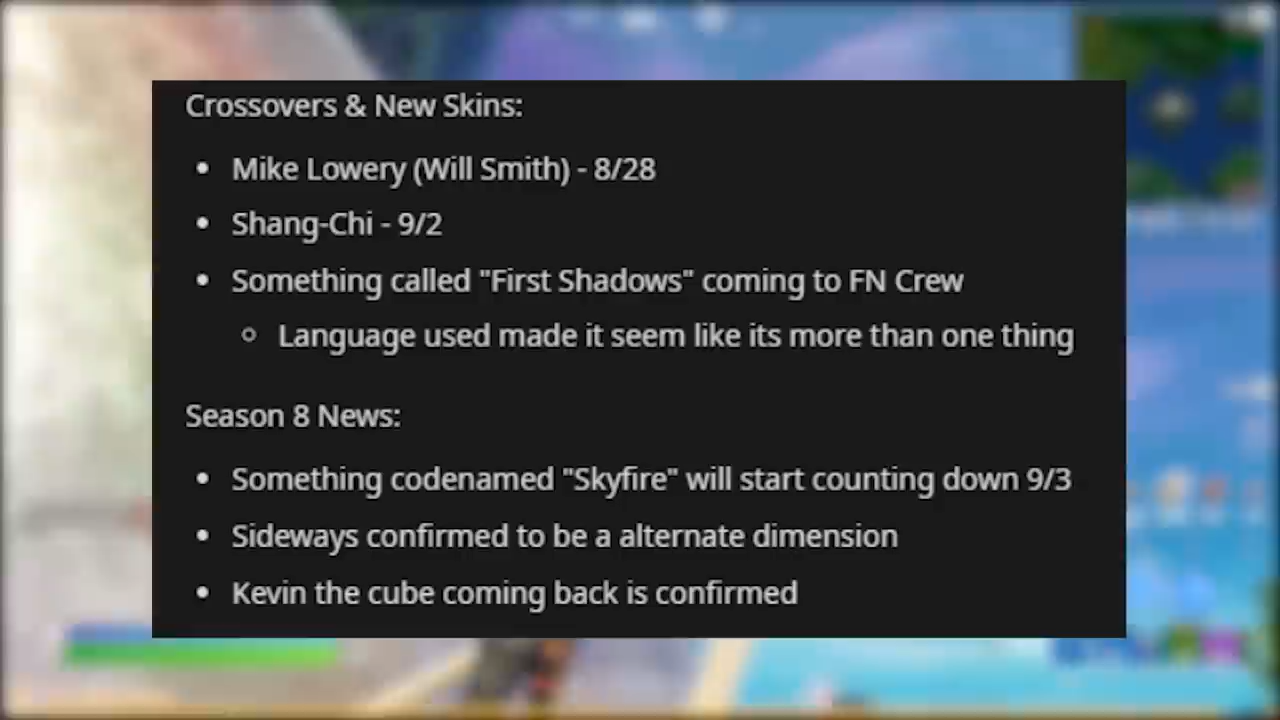 Crossovers & New Skins:
• Mike Lowery (Will Smith) - 8/28
• Shang-Chi - 9/2
• Something called "First Shadows" coming to FN Crew
◦ Language used made it seem like its more than one thing
Season 8 News:
• Something codenamed "Skyfire" will start counting down 9/3
• Sideways confirmed to be a alternate dimension
• Kevin the cube coming back is confirmed